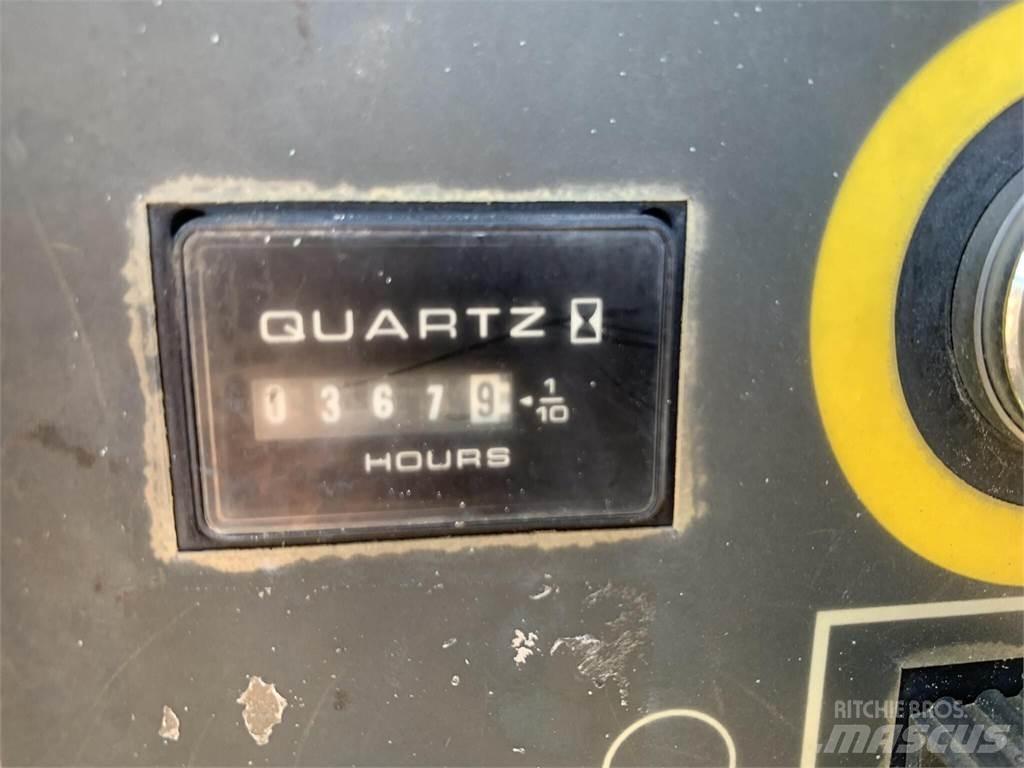 QUARTZ
03679 1/10
HOURS
RITCHIE BROS.
MASCUS